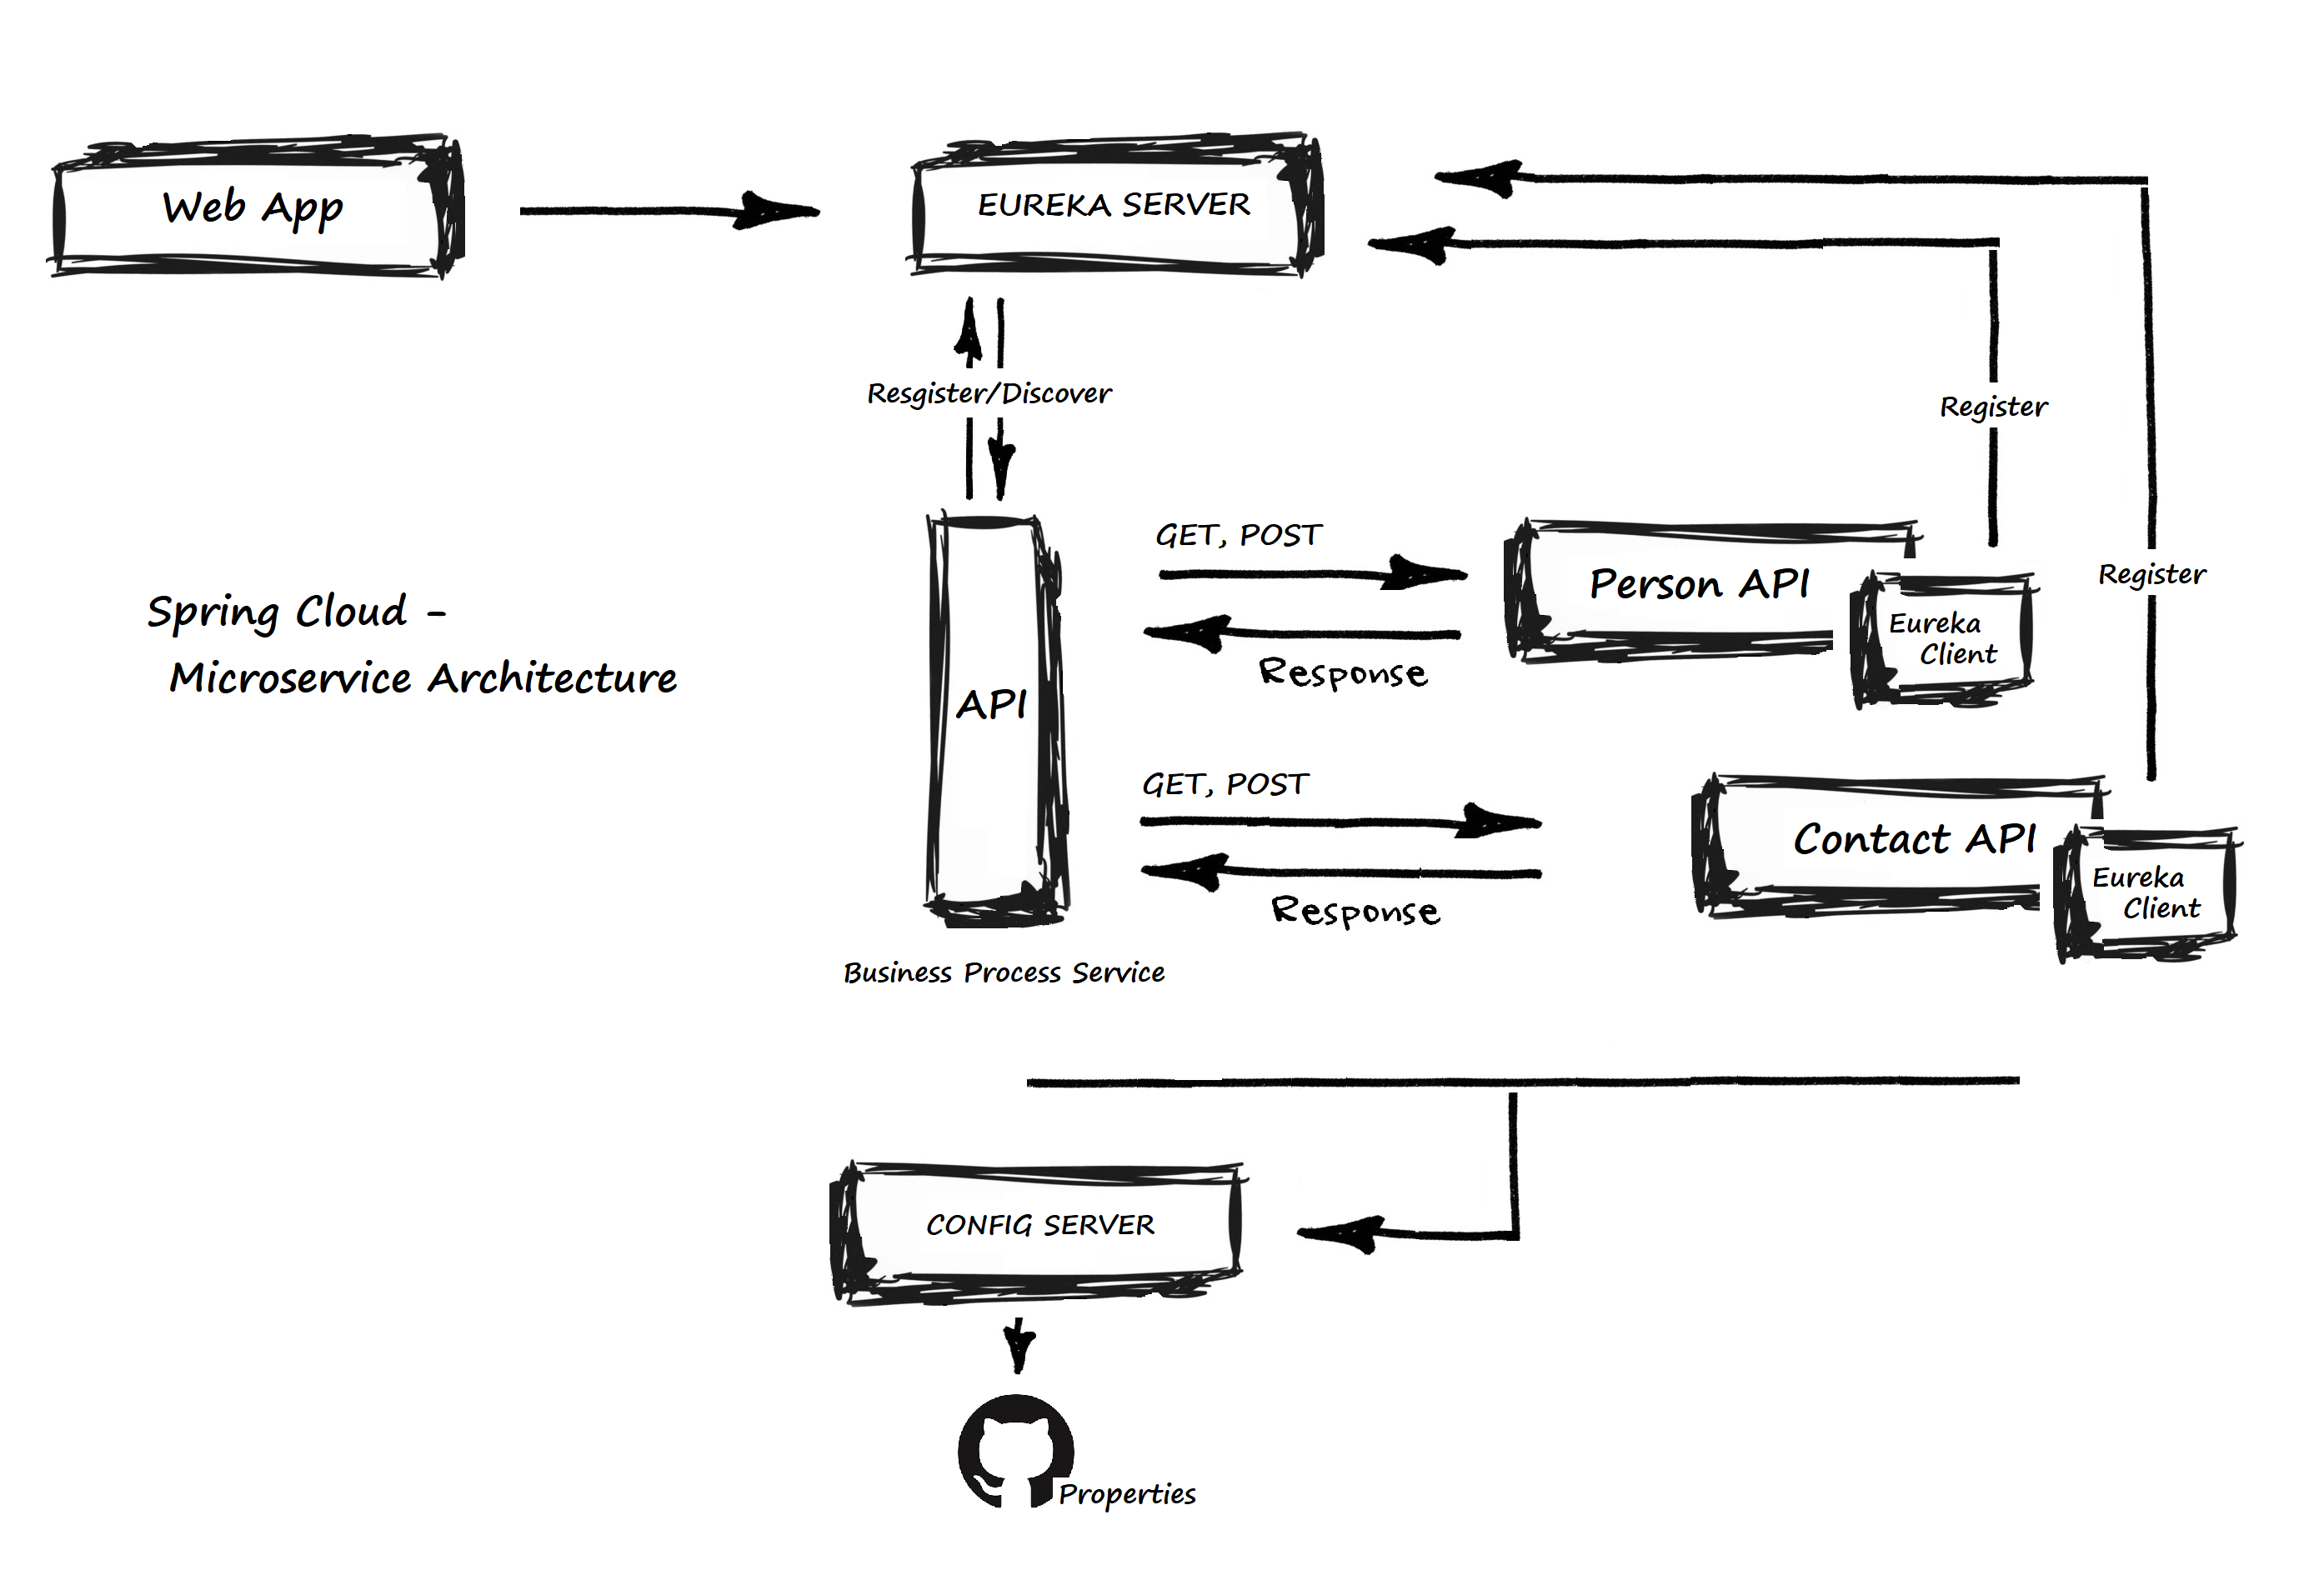 Web App
EUREKA SERVER
Resgister/Discover
Register
GET, POST
Person API
Register
Spring Cloud -
Eureka
Client
Response
Microservice Architecture
API
GET, POST
Contact API
Eureka
Client
Response
Business Process Service
CONFIG SERVER
Properties